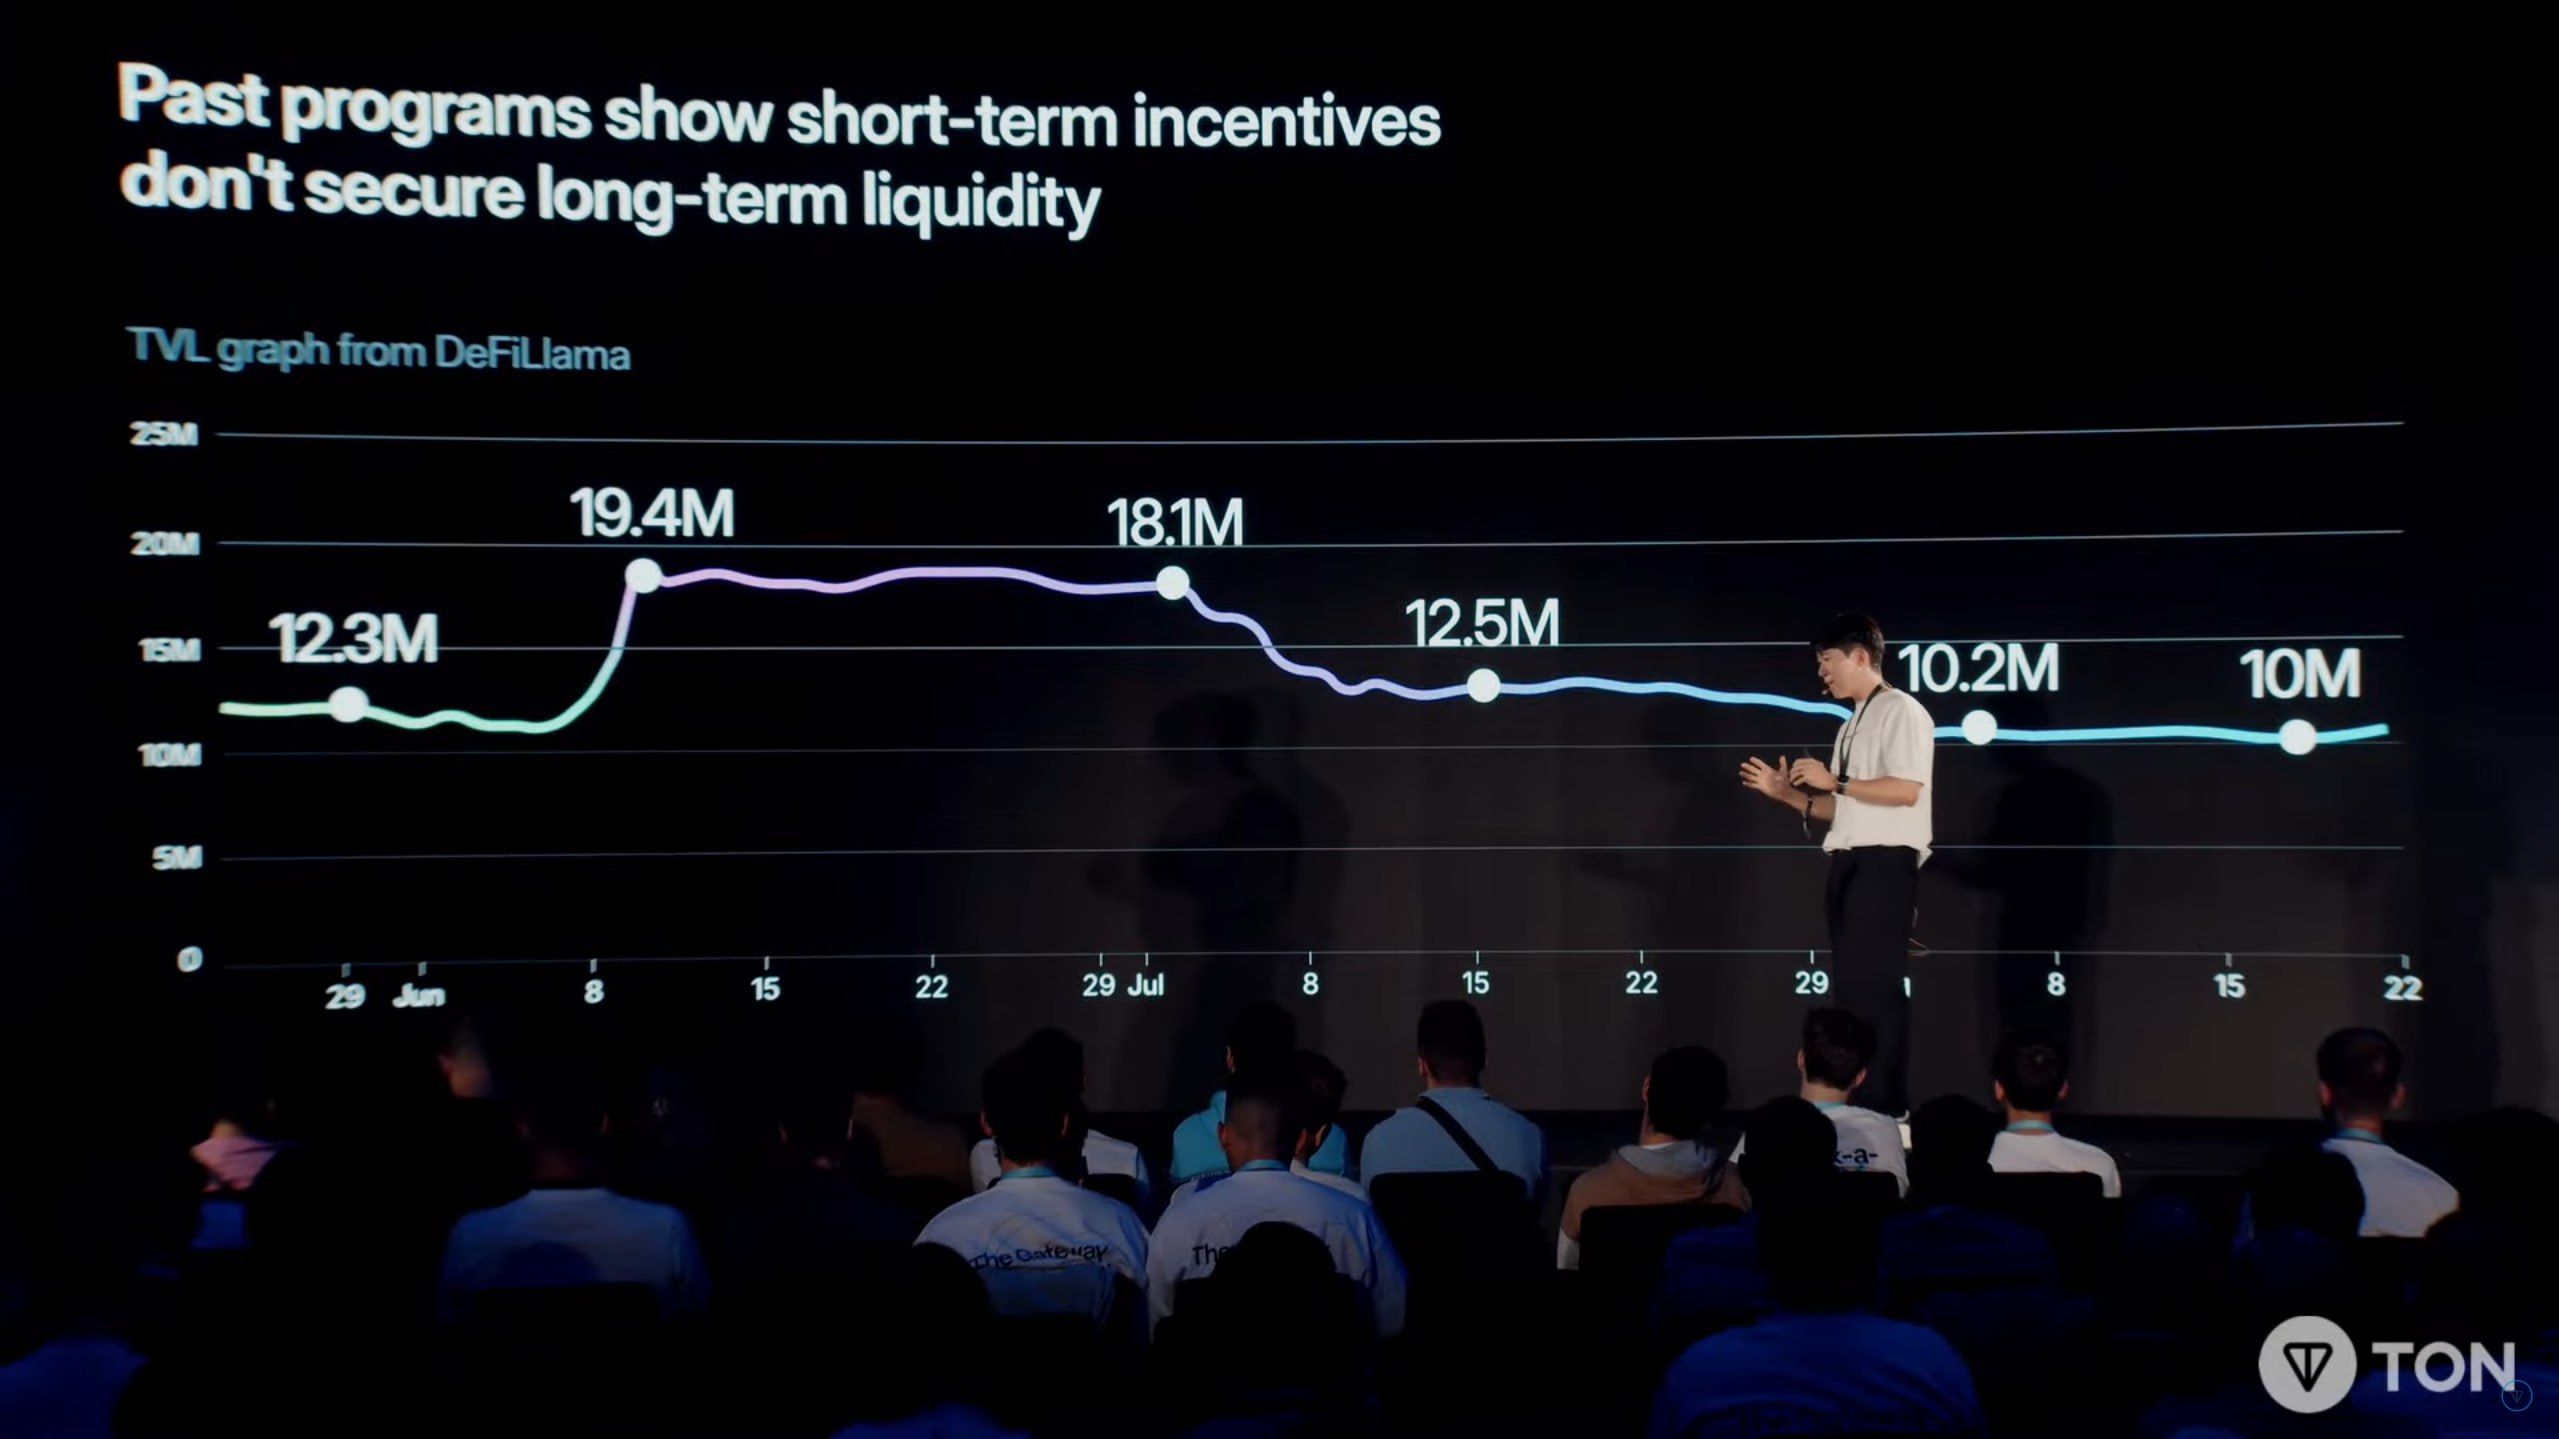 Past programs show short-term incentives
don't secure long-term liquidity
TVL graph from DeFiLlama
25M
19.4M
18.1M
20M
12.3M
12.5M
15M
10.2M
10M
10M
5M
0
29 Jun 8 15 22 29 Jul 8 15 22 29 8 15 22
k-a-
The Gateway
The
TON